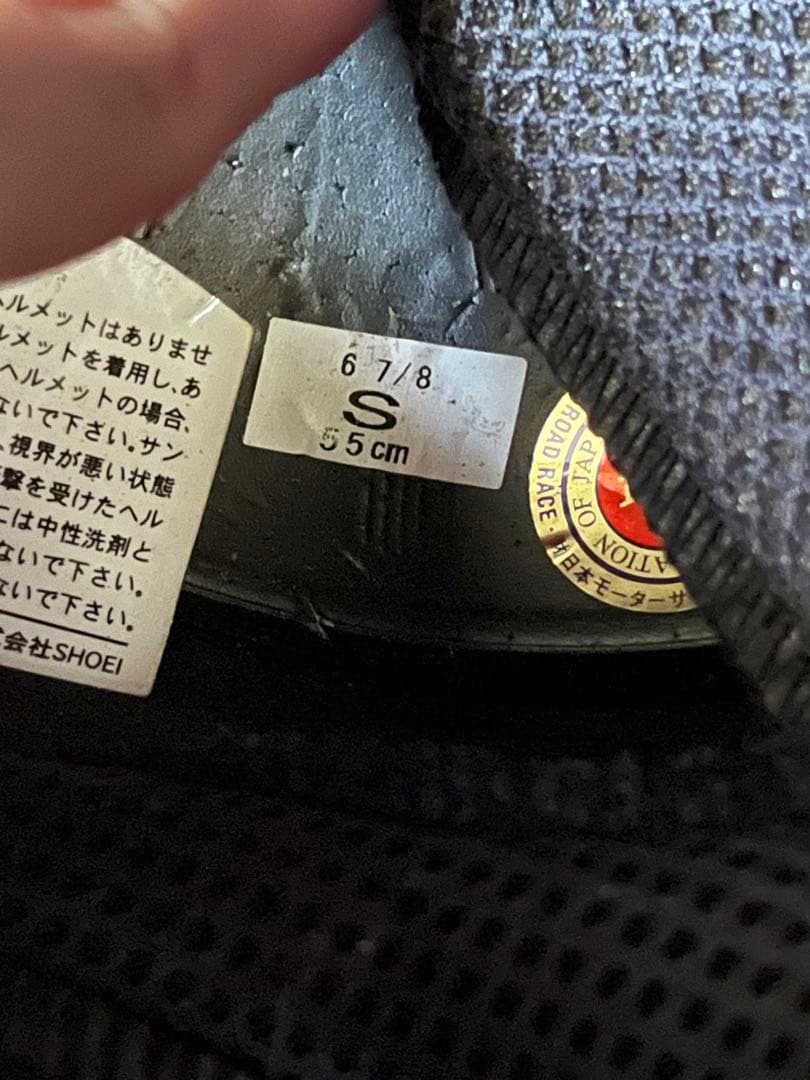 ヘルメットはありませ
ルメットを着用し、あ
ヘルメットの場合、
ないで下さい。サン
、視界が悪い状態
撃を受けたヘル
には中性洗剤と
ないで下さい。
ないで下さい。
会社SHOEI
6 7/8
S
55cm
ROAD RACE・
ATION OF JAP
日本モーターサ